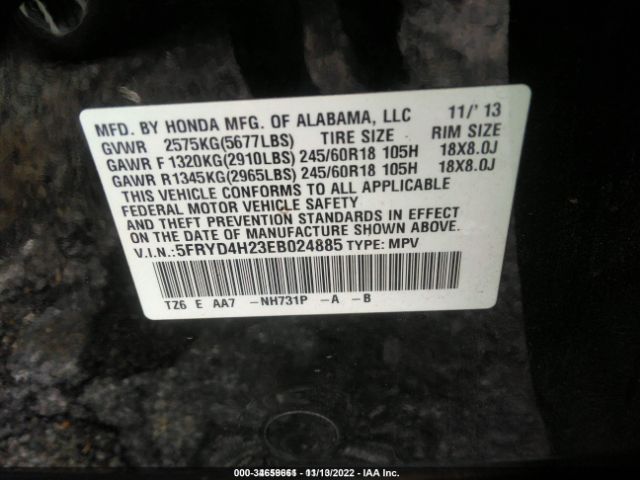 MFD. BY HONDA MFG. OF ALABAMA, LLC 11/' 13
GVWR 2575KG(5677LBS) TIRE SIZE RIM SIZE
GAWR F 1320KG(2910LBS) 245/60R18 105H 18X8.0J
GAWR R1345KG(2965LBS) 245/60R18 105H 18X8.0J
THIS VEHICLE CONFORMS TO ALL APPLICABLE
FEDERAL MOTOR VEHICLE SAFETY
AND THEFT PREVENTION STANDARDS IN EFFECT
ON THE DATE OF MANUFACTURE SHOWN ABOVE.
V.I.N.:5FRYD4H23EB024885 TYPE: MPV
TZ6 E AA7 -NH731P -A -B
2022 - IAA Inc.